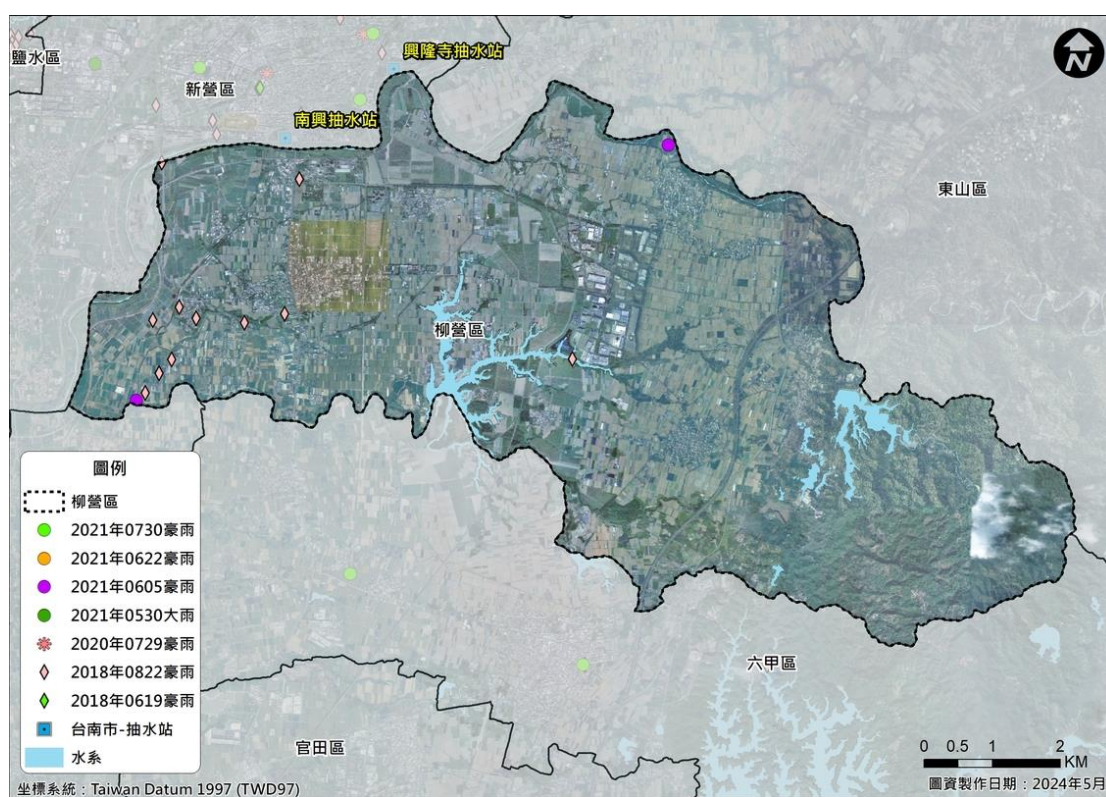 興隆寺抽水站
鹽水區
新營區
南興抽水站
N
東山區
柳營區
圖例
柳營區
2021年0730豪雨
2021年0622豪雨
2021年0605豪雨
2021年0530大雨
2020年0729豪雨
2018年0822豪雨
2018年0619豪雨
台南市-抽水站
水系
六甲區
官田區
0 0.5 1 2
KM
坐標系統：Taiwan Datum 1997 (TWD97)
圖資製作日期：2024年5月